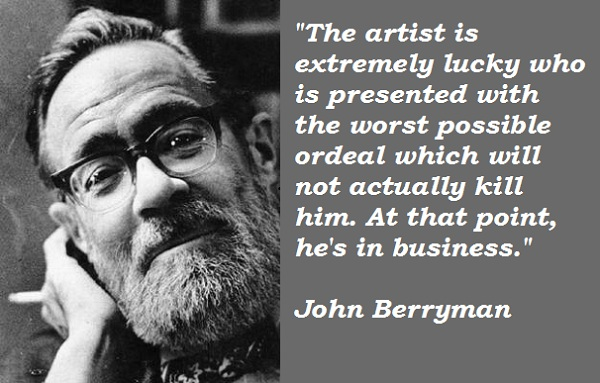 "The artist is
extremely lucky who
is presented with
the worst possible
ordeal which will
not actually kill
him. At that point,
he's in business."
John Berryman